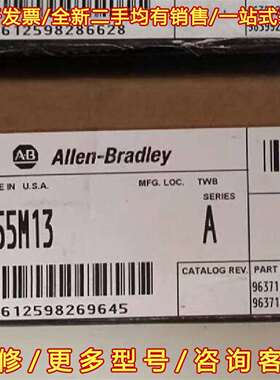 发票/全新二手均有销售/一站式
612598286628
AB Allen-Bradley
E IN U.S.A.
MFG. LOC. TWB
SERIES
55M13
A
CATALOG REV.
PART
96371
96371
612598269645
修/更多型号/咨询客